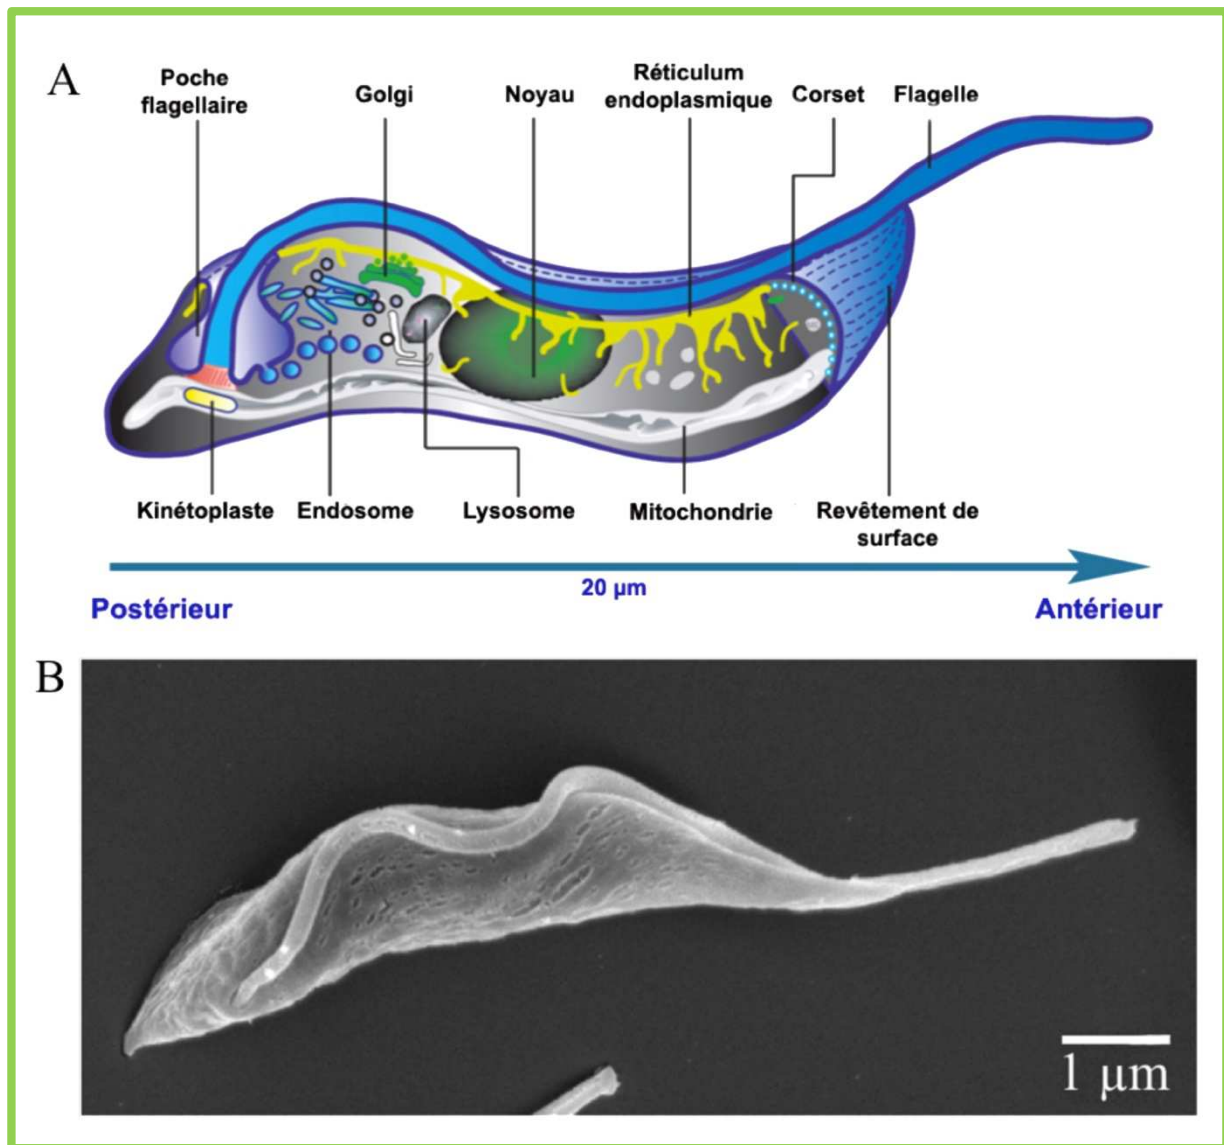 A
Poche
flagellaire
Golgi
Noyau
Réticulum
endoplasmique
Corset
Flagelle
Kinétoplaste
Endosome
Lysosome
Mitochondrie
Revêtement de
surface
20 µm
Postérieur
Antérieur
B
1 µm